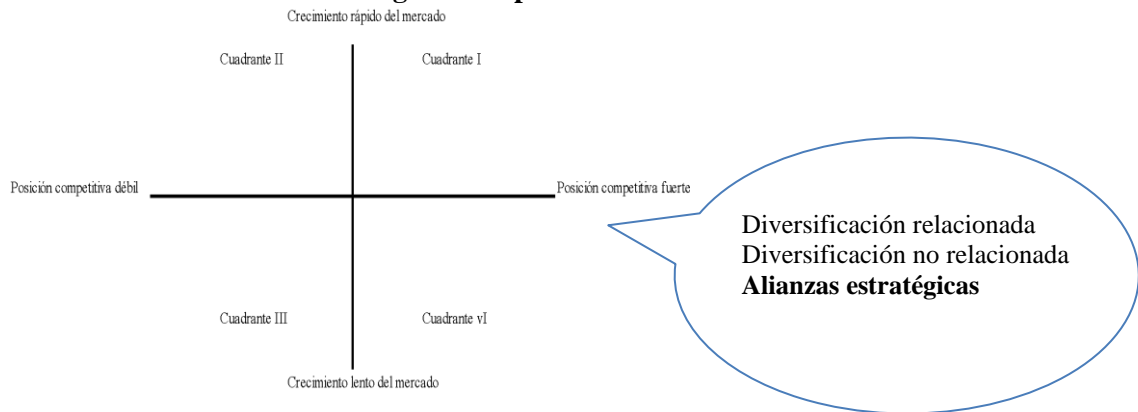 Crecimiento rápido del mercado
Cuadrante II
Cuadrante I
Posición competitiva débil
Posición competitiva fuerte
Diversificación relacionada
Diversificación no relacionada
Alianzas estratégicas
Cuadrante III
Cuadrante vI
Crecimiento lento del mercado